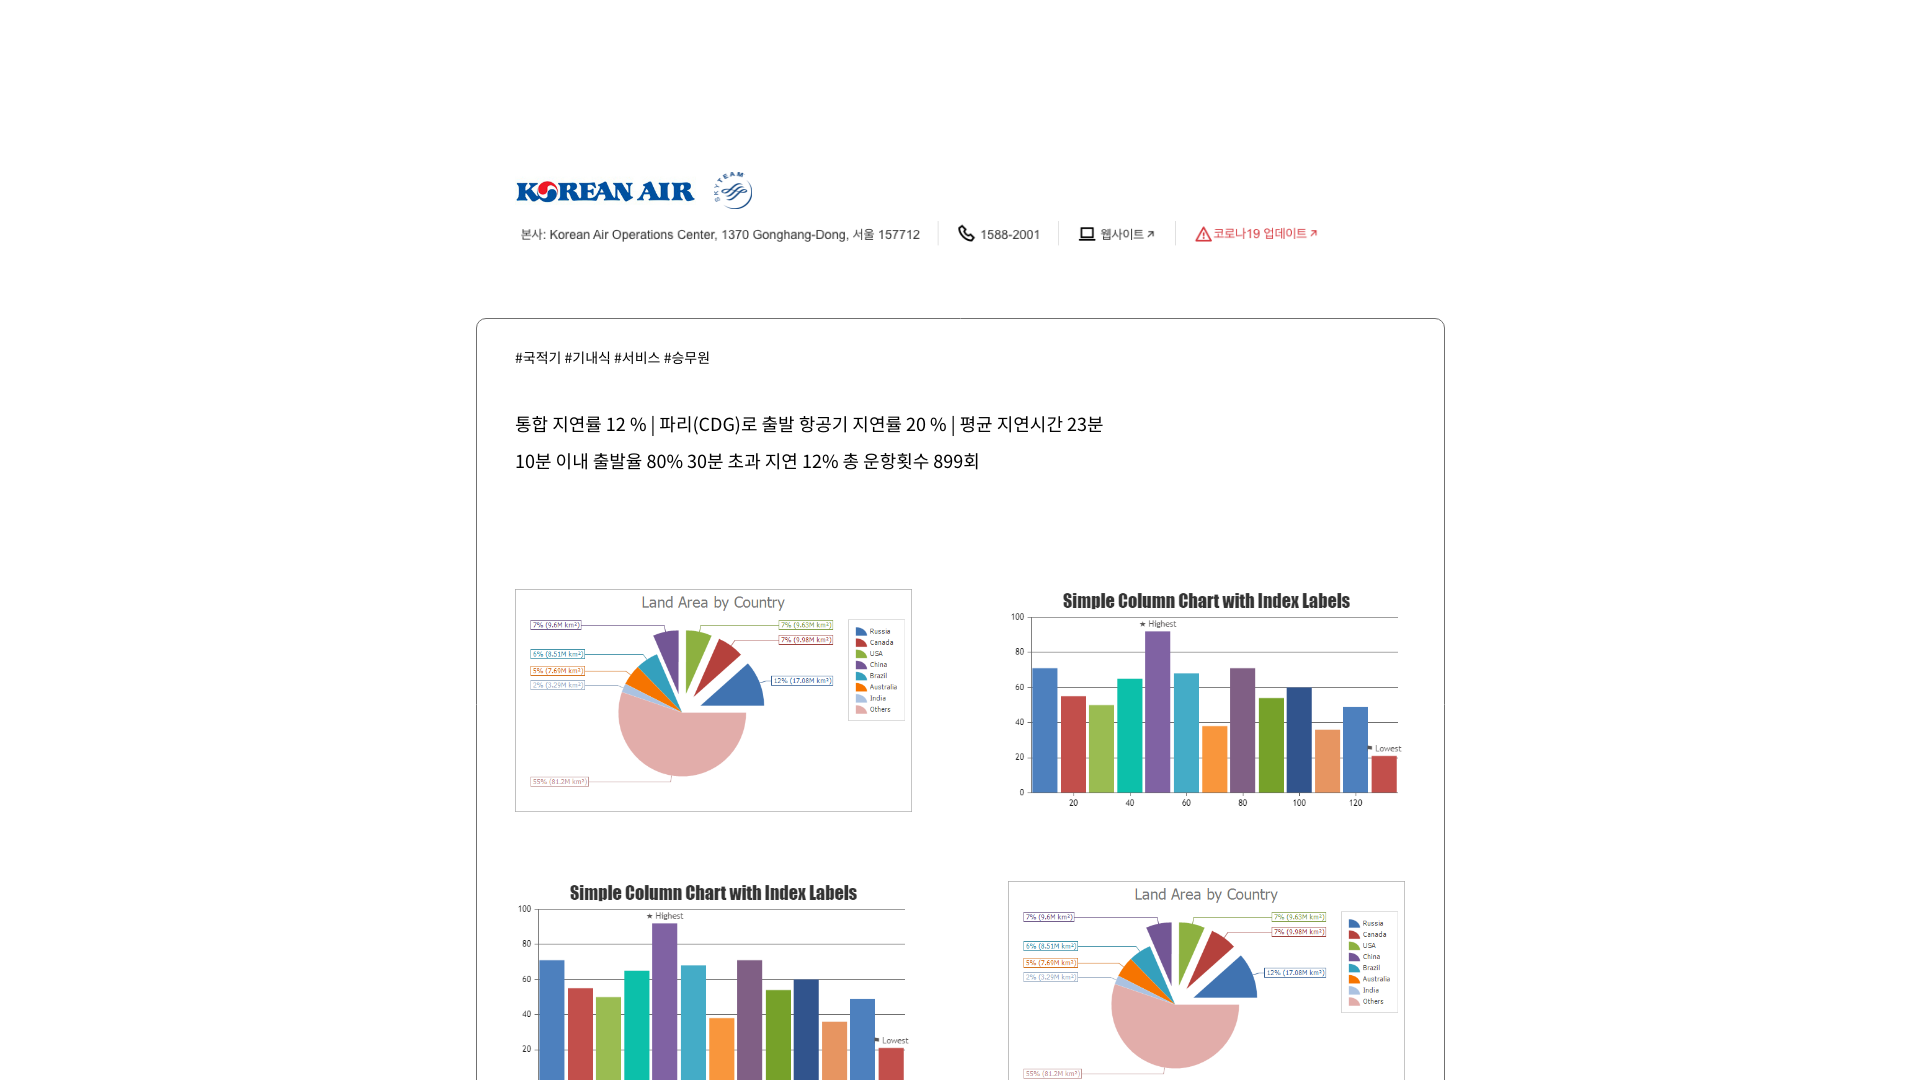 KOREAN AIR SKYTEAM
본사: Korean Air Operations Center, 1370 Gonghang-Dong, 서울 157712
1588-2001
웹사이트
코로나19 업데이트
#국적기 #기내식 #서비스 #승무원
통합 지연률 12 % | 파리(CDG)로 출발 항공기 지연률 20 % | 평균 지연시간 23분
10분 이내 출발율 80% 30분 초과 지연 12% 총 운항횟수 899회
Land Area by Country
7% (9.6M km²)
7% (9.63M km²)
7% (9.98M km²)
6% (8.51M km²)
5% (7.69M km²)
2% (3.29M km²)
12% (17.08M km²)
55% (81.2M km²)
Russia
Canada
USA
China
Brazil
Australia
India
Others
Simple Column Chart with Index Labels
100
★ Highest
80
60
40
Lowest
20
0
20 40 60 80 100 120
Simple Column Chart with Index Labels
100
★ Highest
80
60
40
Lowest
20
Land Area by Country
7% (9.6M km²)
7% (9.63M km²)
7% (9.98M km²)
6% (8.51M km²)
5% (7.69M km²)
2% (3.29M km²)
12% (17.08M km²)
55% (81.2M km²)
Russia
Canada
USA
China
Brazil
Australia
India
Others